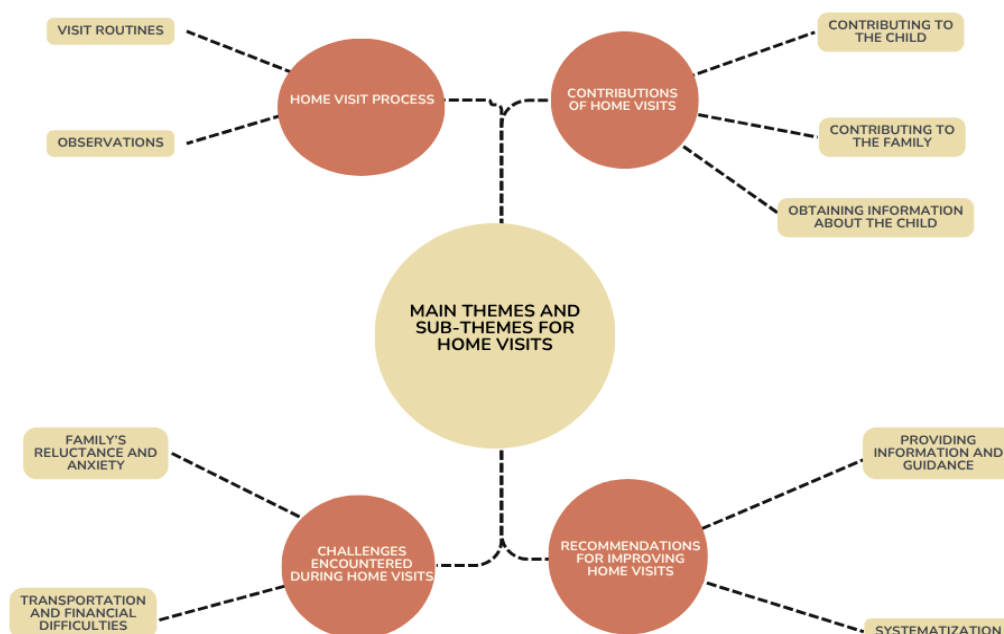 VISIT ROUTINES
OBSERVATIONS
HOME VISIT PROCESS
CONTRIBUTIONS
OF HOME VISITS
CONTRIBUTING TO
THE CHILD
CONTRIBUTING TO
THE FAMILY
OBTAINING INFORMATION
ABOUT THE CHILD
MAIN THEMES AND
SUB-THEMES FOR
HOME VISITS
FAMILY'S
RELUCTANCE AND
ANXIETY
TRANSPORTATION
AND FINANCIAL
DIFFICULTIES
CHALLENGES
ENCOUNTERED
DURING HOME VISITS
RECOMMENDATIONS
FOR IMPROVING
HOME VISITS
PROVIDING
INFORMATION AND
GUIDANCE
SYSTEMATIZATION